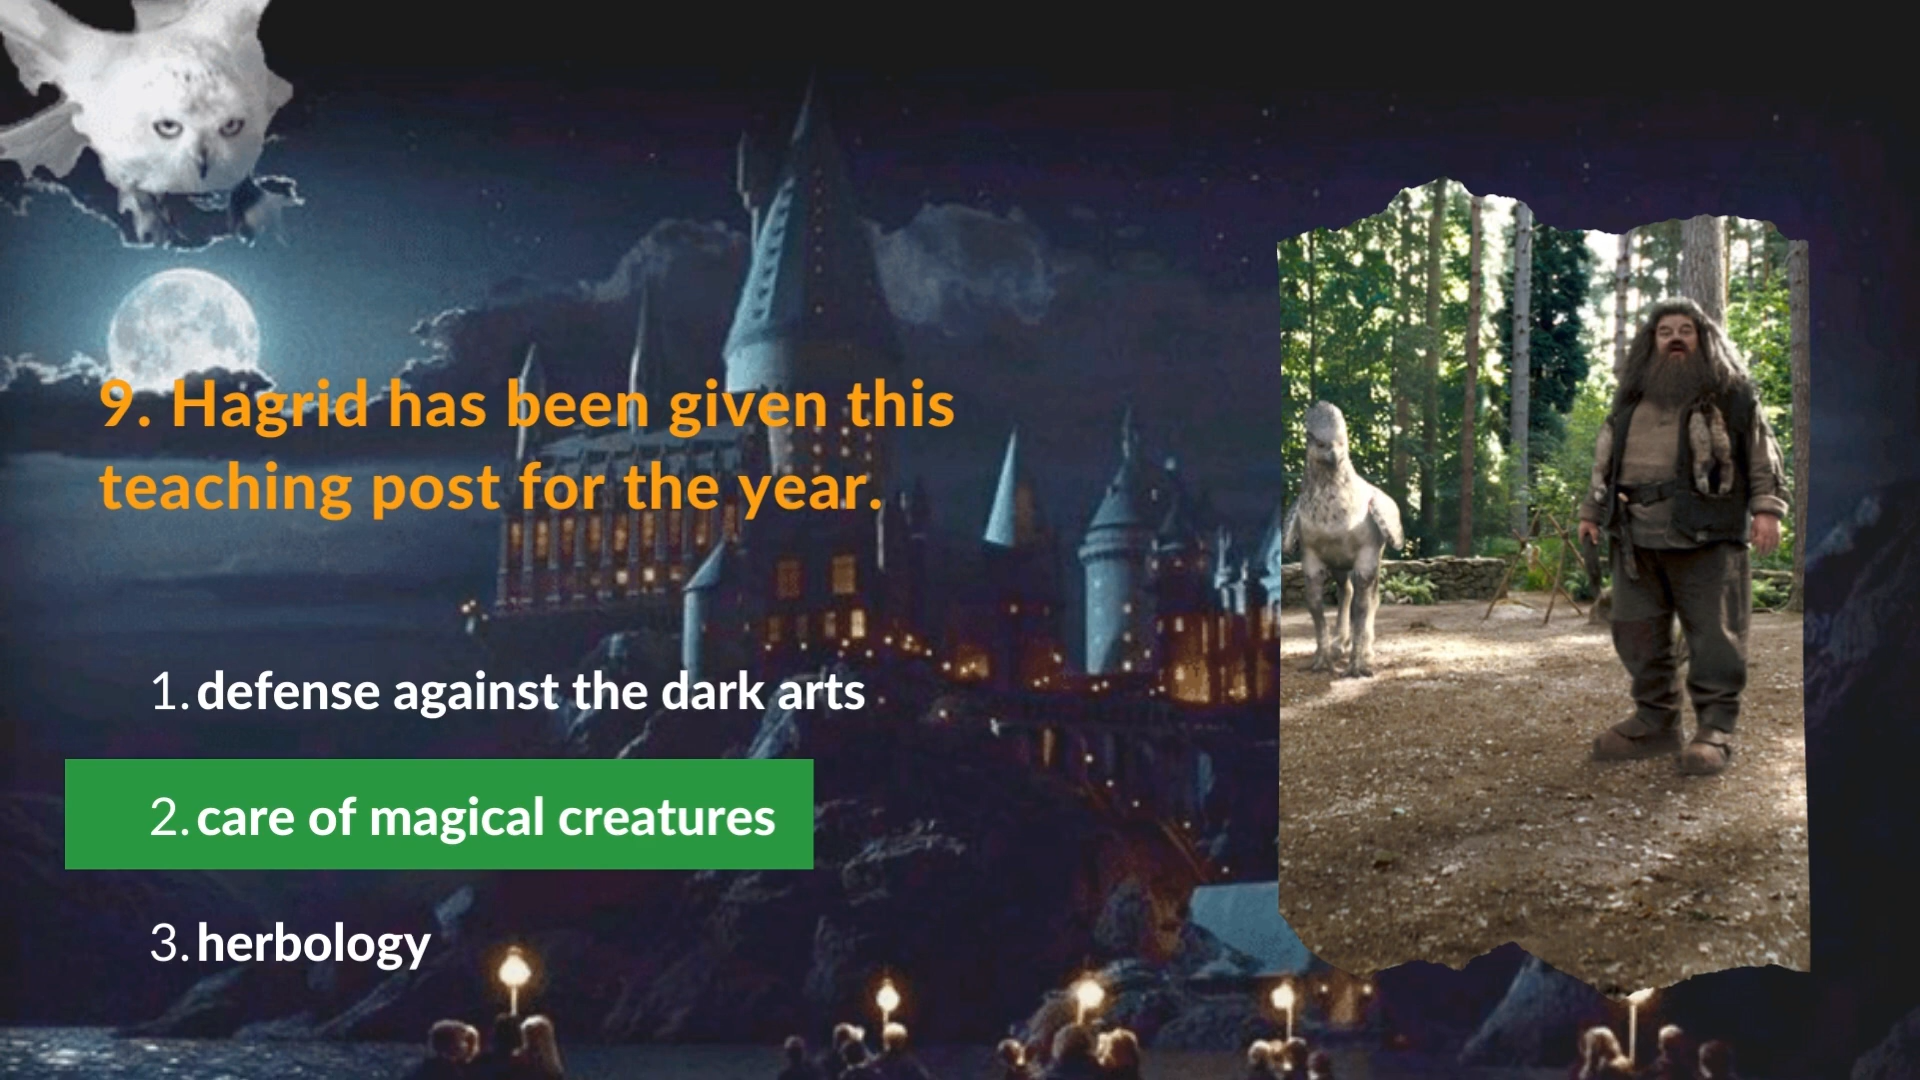 9. Hagrid has been given this
teaching post for the year.
1. defense against the dark arts
2. care of magical creatures
3. herbology